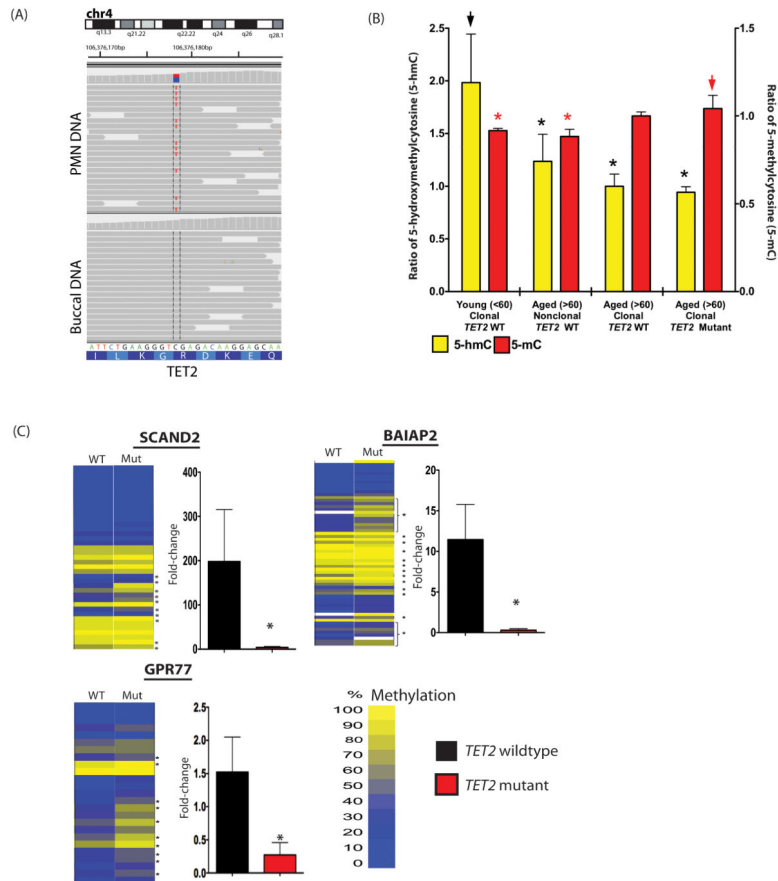 (A)
chr4
q13.3 q21.22 q22.22 q24 q26 q28.1
106,376,170bp 106,376,180bp
PMN DNA
Buccal DNA
A T T C T G A A G G G T C G A G A C A A G G A G C A A
I L K G R D K E Q
TET2
(B)
Ratio of 5-hydroxymethylcytosine (5-hmC)
2.5
2.0
1.5
1.0
0.5
0.0
* * * * *
1.5
1.0
0.5
0.0
Ratio of 5-methylcytosine (5-mC)
Young (<60) Clonal TET2 WT
Aged (>60) Nonclonal TET2 WT
Aged (>60) Clonal TET2 WT
Aged (>60) Clonal TET2 Mutant
5-hmC 5-mC
(C)
SCAND2
WT Mut
Fold-change
400
300
200
100
0
*
BAIAP2
WT Mut
Fold-change
20
15
10
5
0
*
GPR77
WT Mut
Fold-change
2.5
2.0
1.5
1.0
0.5
0.0
*
% Methylation
100
90
80
70
60
50
40
30
20
10
0
TET2 wildtype
TET2 mutant